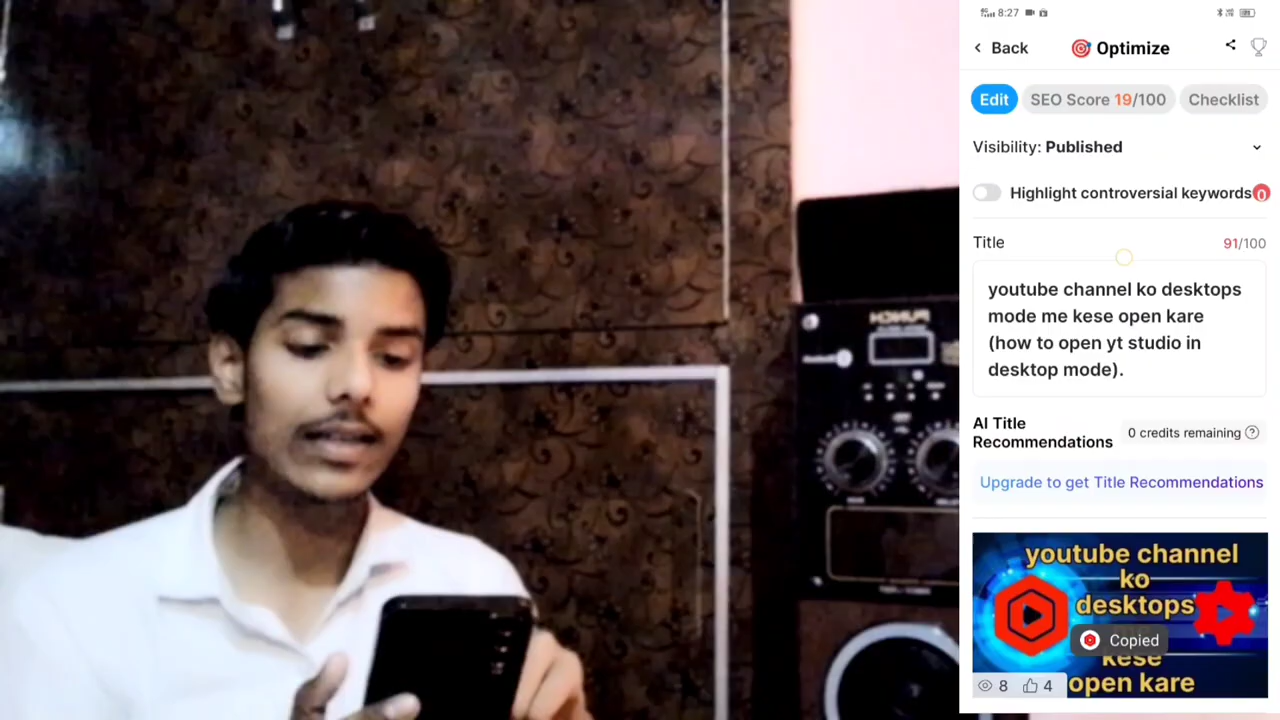 8:27
Back
Optimize
Edit
SEO Score 19/100
Checklist
Visibility: Published
Highlight controversial keywords 0
Title
91/100
youtube channel ko desktops
mode me kese open kare
(how to open yt studio in
desktop mode).
AI Title
Recommendations
0 credits remaining
Upgrade to get Title Recommendations
youtube channel
ko
desktops
Copied
kese
open kare
8
4